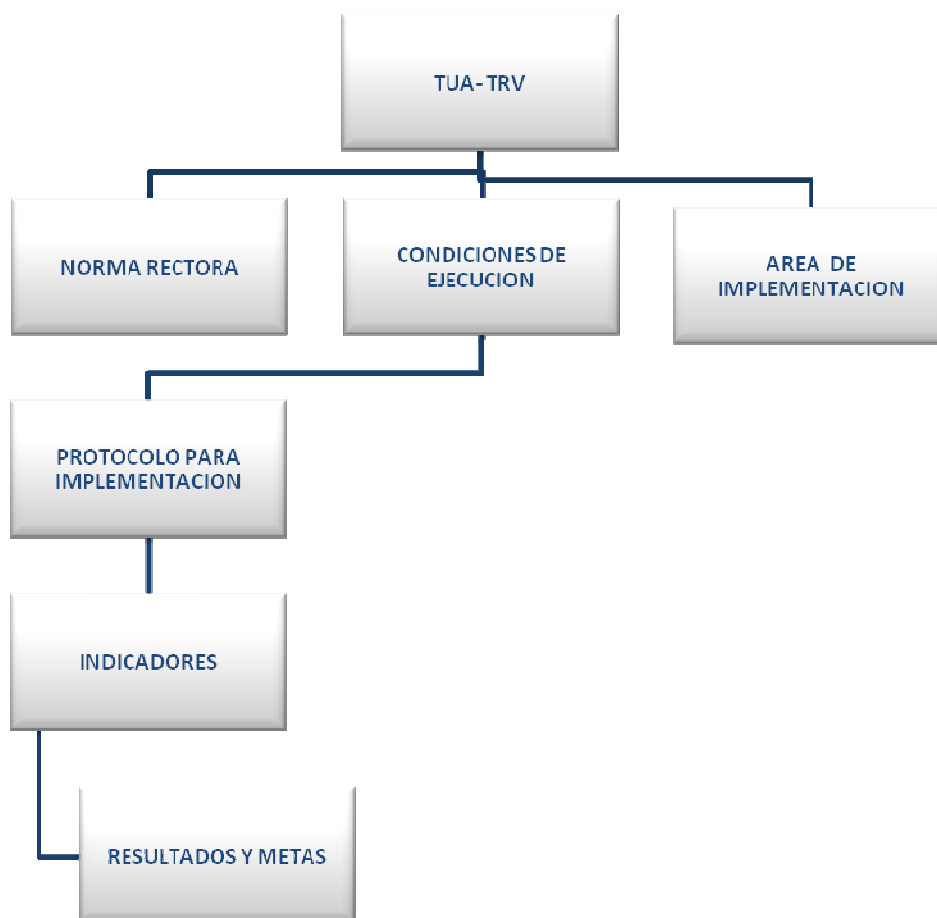 TUA- TRV
NORMA RECTORA
CONDICIONES DE
EJECUCION
AREA DE
IMPLEMENTACION
PROTOCOLO PARA
IMPLEMENTACION
INDICADORES
RESULTADOS Y METAS